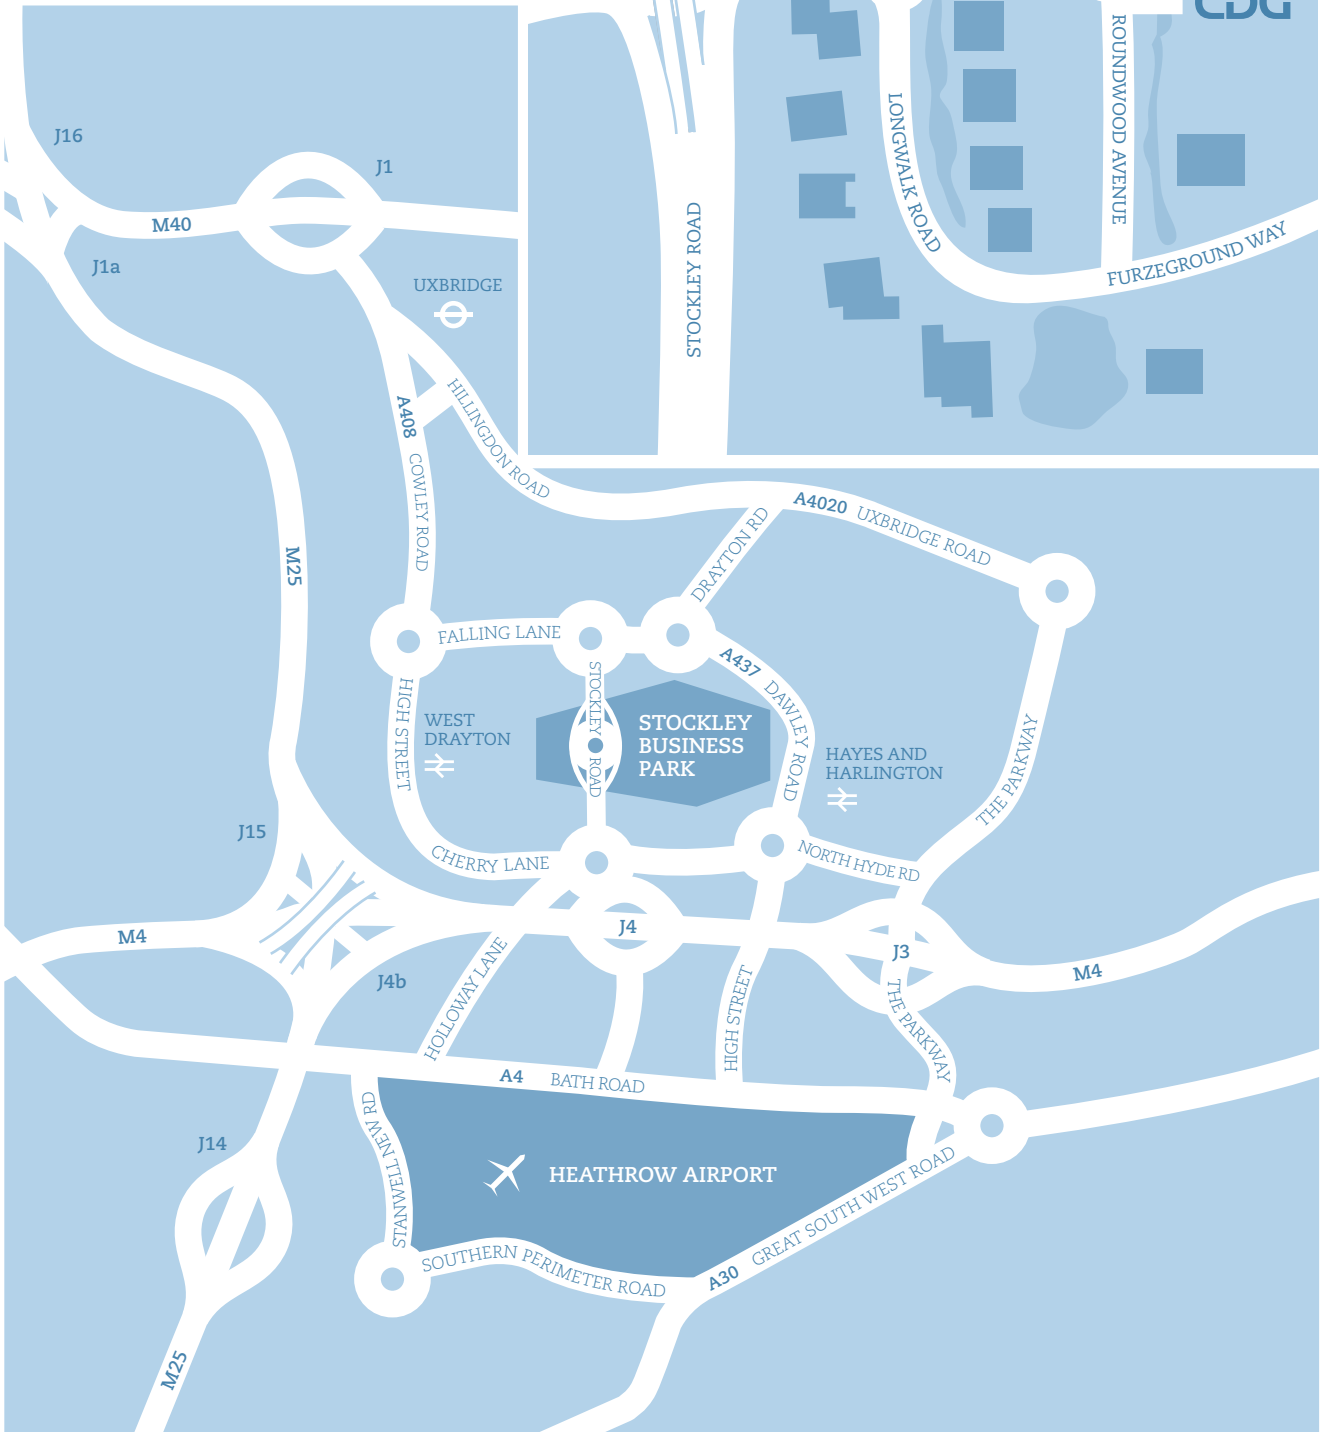 CDG
ROUNDWOOD AVENUE
LONGWALK ROAD
STOCKLEY ROAD
FURZEGROUND WAY
J16
J1
M40
J1a
UXBRIDGE
A408
COWLEY ROAD
HILLINGDON ROAD
M25
A4020
UXBRIDGE ROAD
DRAYTON RD
FALLING LANE
A437
DAWLEY ROAD
STOCKLEY
ROAD
HIGH STREET
WEST
DRAYTON
STOCKLEY
BUSINESS
PARK
HAYES AND
HARLINGTON
THE PARKWAY
J15
CHERRY LANE
NORTH HYDE RD
M4
J4
J3
M4
J4b
HOLLOWAY LANE
HIGH STREET
THE PARKWAY
A4
BATH ROAD
STANWELL NEW RD
J14
HEATHROW AIRPORT
SOUTHERN PERIMETER ROAD
A30
GREAT SOUTH WEST ROAD
M25